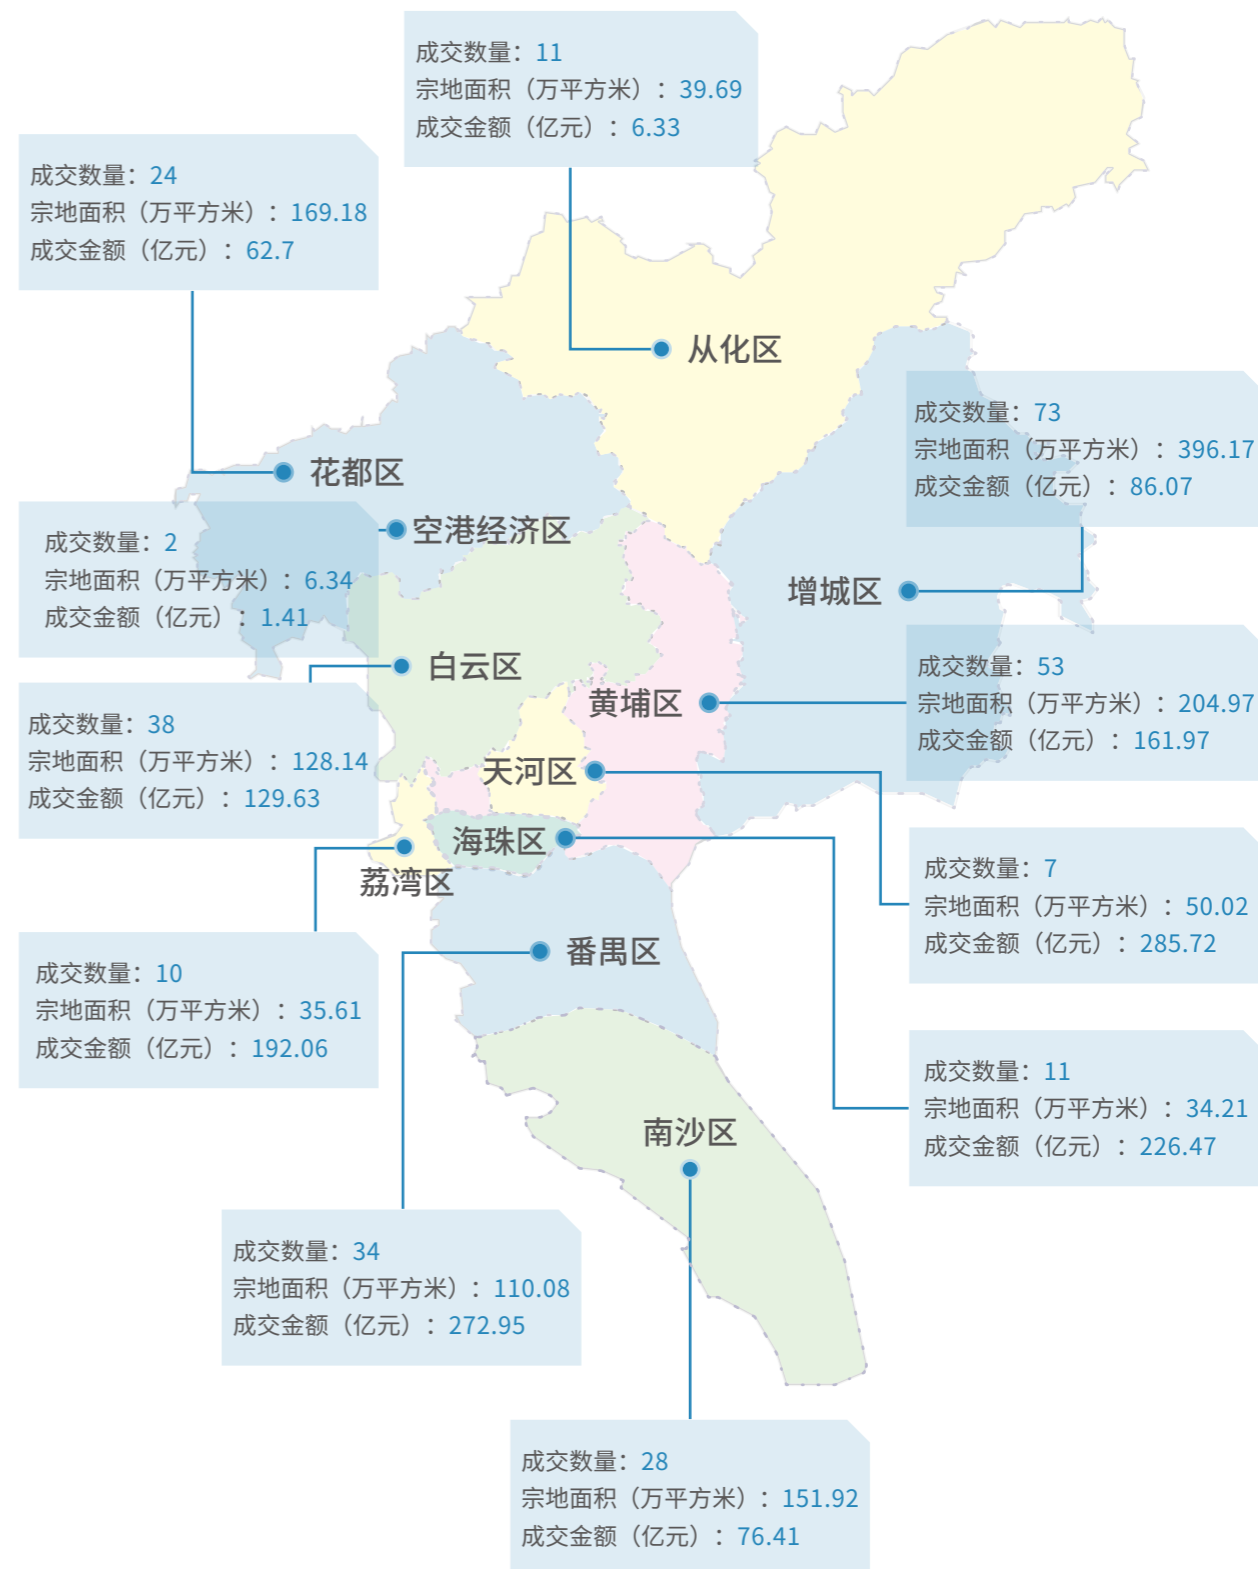 成交数量：11
宗地面积（万平方米）：39.69
成交金额（亿元）：6.33
成交数量：24
宗地面积（万平方米）：169.18
成交金额（亿元）：62.7
从化区
成交数量：73
宗地面积（万平方米）：396.17
成交金额（亿元）：86.07
花都区
空港经济区
成交数量：2
宗地面积（万平方米）：6.34
成交金额（亿元）：1.41
增城区
白云区
成交数量：53
宗地面积（万平方米）：204.97
成交金额（亿元）：161.97
黄埔区
成交数量：38
宗地面积（万平方米）：128.14
成交金额（亿元）：129.63
天河区
海珠区
荔湾区
成交数量：7
宗地面积（万平方米）：50.02
成交金额（亿元）：285.72
番禺区
成交数量：10
宗地面积（万平方米）：35.61
成交金额（亿元）：192.06
成交数量：11
宗地面积（万平方米）：34.21
成交金额（亿元）：226.47
南沙区
成交数量：34
宗地面积（万平方米）：110.08
成交金额（亿元）：272.95
成交数量：28
宗地面积（万平方米）：151.92
成交金额（亿元）：76.41